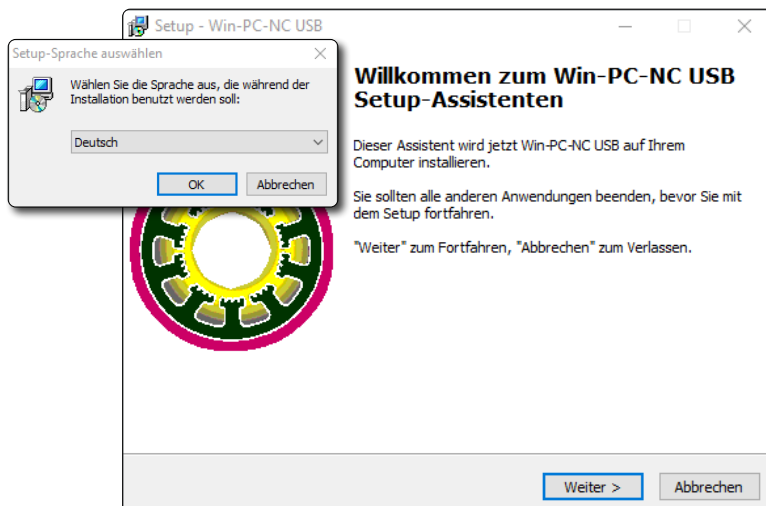 Setup - Win-PC-NC USB
Setup-Sprache auswählen
Wählen Sie die Sprache aus, die während der
Installation benutzt werden soll:
Deutsch
OK
Abbrechen
Willkommen zum Win-PC-NC USB
Setup-Assistenten
Dieser Assistent wird jetzt Win-PC-NC USB auf Ihrem
Computer installieren.
Sie sollten alle anderen Anwendungen beenden, bevor Sie mit
dem Setup fortfahren.
"Weiter" zum Fortfahren, "Abbrechen" zum Verlassen.
Weiter >
Abbrechen